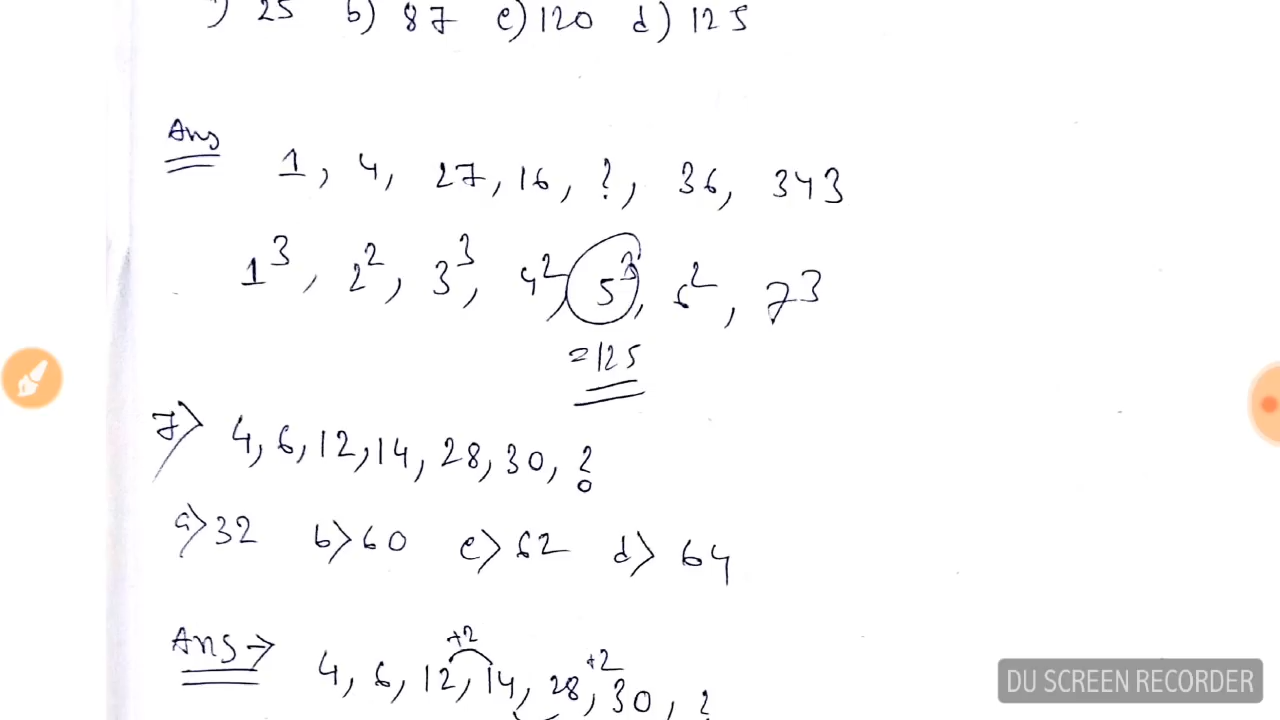 ) 25 b) 87 c) 120 d) 125
Ans
1, 4, 27, 16, ?, 36, 343
1³, 2², 3³, 4², 5³, 6², 7³
=125
7> 4, 6, 12, 14, 28, 30, ?
a> 32 b> 60 c> 62 d> 64
+2 +2
Ans → 4, 6, 12, 14, 28, 30, ?
DU SCREEN RECORDER